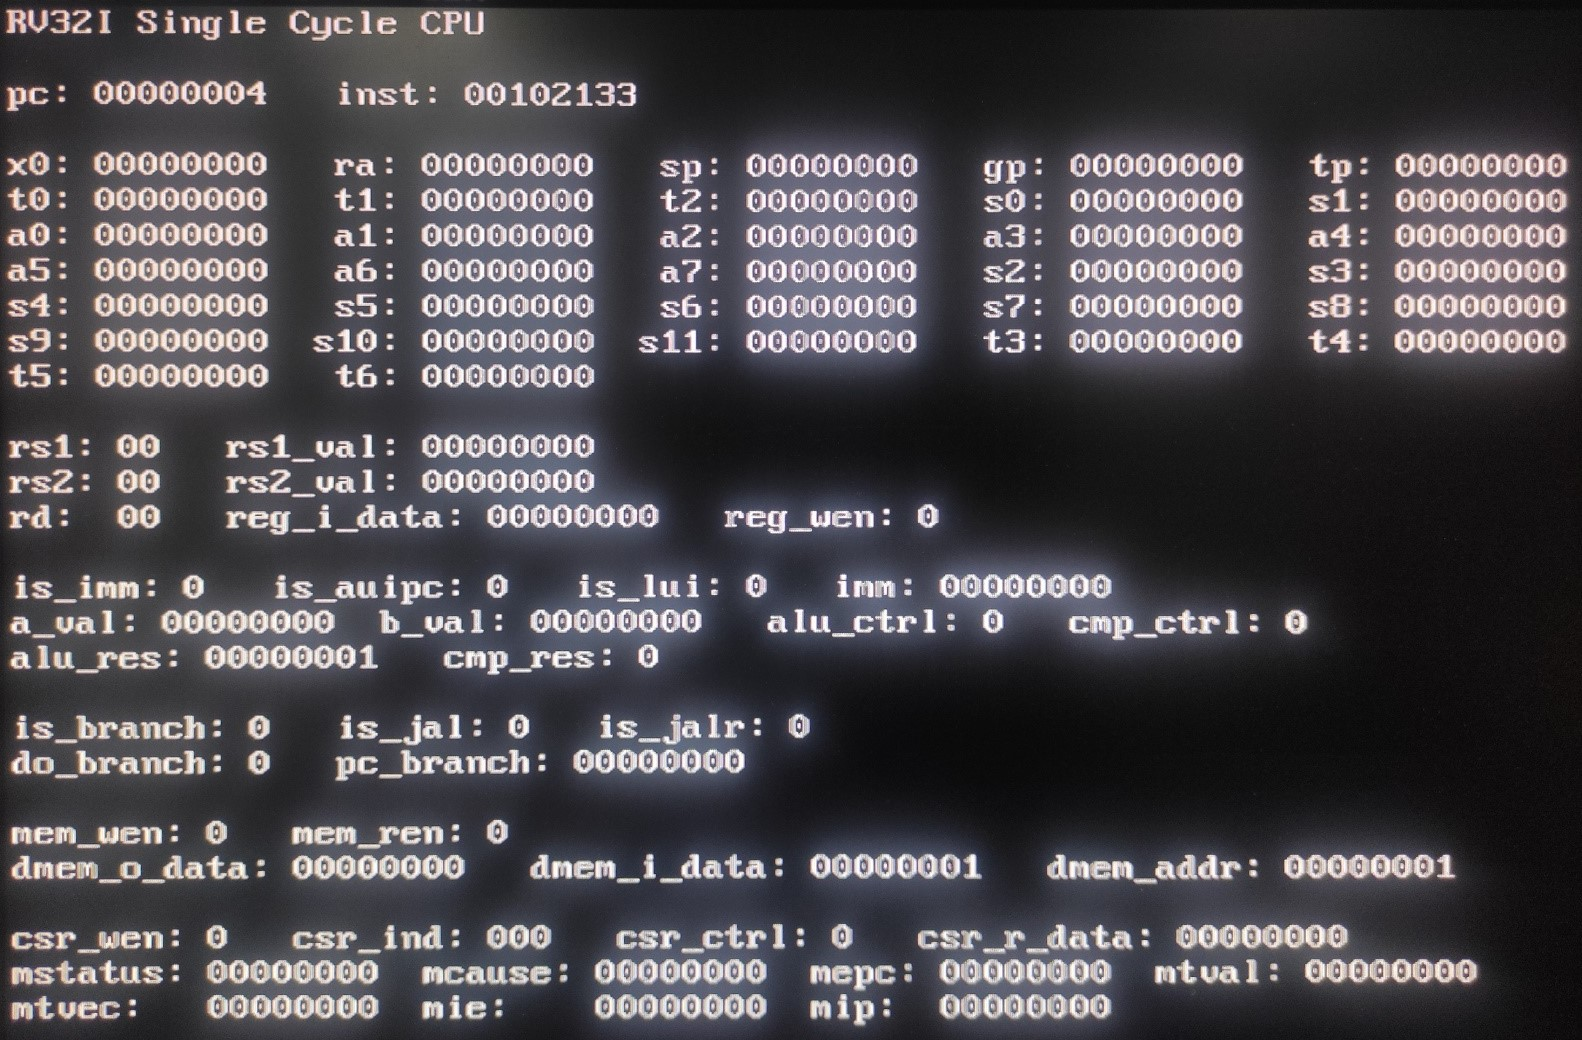 RV32I Single Cycle CPU
pc: 00000004 inst: 00102133
x0: 00000000 ra: 00000000 sp: 00000000 gp: 00000000 tp: 00000000
t0: 00000000 t1: 00000000 t2: 00000000 s0: 00000000 s1: 00000000
a0: 00000000 a1: 00000000 a2: 00000000 a3: 00000000 a4: 00000000
a5: 00000000 a6: 00000000 a7: 00000000 s2: 00000000 s3: 00000000
s4: 00000000 s5: 00000000 s6: 00000000 s7: 00000000 s8: 00000000
s9: 00000000 s10: 00000000 s11: 00000000 t3: 00000000 t4: 00000000
t5: 00000000 t6: 00000000
rs1: 00 rs1_val: 00000000
rs2: 00 rs2_val: 00000000
rd: 00 reg_i_data: 00000000 reg_wen: 0
is_imm: 0 is_auipc: 0 is_lui: 0 imm: 00000000
a_val: 00000000 b_val: 00000000 alu_ctrl: 0 cmp_ctrl: 0
alu_res: 00000001 cmp_res: 0
is_branch: 0 is_jal: 0 is_jalr: 0
do_branch: 0 pc_branch: 00000000
mem_wen: 0 mem_ren: 0
dmem_o_data: 00000000 dmem_i_data: 00000001 dmem_addr: 00000001
csr_wen: 0 csr_ind: 000 csr_ctrl: 0 csr_r_data: 00000000
mstatus: 00000000 mcause: 00000000 mepc: 00000000 mtval: 00000000
mtvec: 00000000 mie: 00000000 mip: 00000000